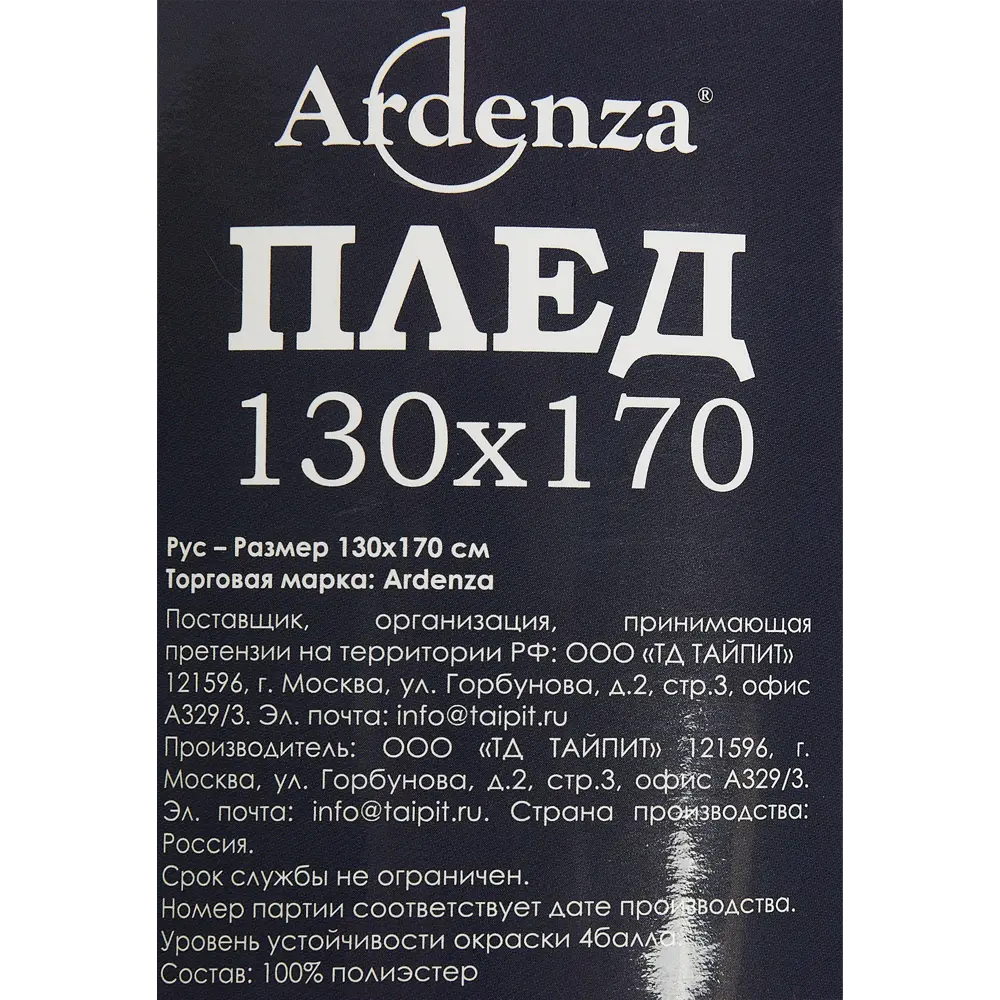 Ardenza®
ПЛЕД
130x170
Рус – Размер 130х170 см
Торговая марка: Ardenza
Поставщик, организация, принимающая
претензии на территории РФ: ООО «ТД ТАЙПИТ»
121596, г. Москва, ул. Горбунова, д.2, стр.3, офис
А329/3. Эл. почта: info@taipit.ru
Производитель: ООО «ТД ТАЙПИТ» 121596, г.
Москва, ул. Горбунова, д.2, стр.3, офис А329/3.
Эл. почта: info@taipit.ru. Страна производства:
Россия.
Срок службы не ограничен.
Номер партии соответствует дате производства.
Уровень устойчивости окраски 4балла.
Состав: 100% полиэстер